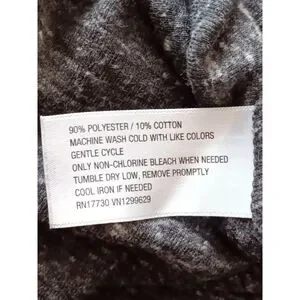 90% POLYESTER / 10% COTTON
MACHINE WASH COLD WITH LIKE COLORS
GENTLE CYCLE
ONLY NON-CHLORINE BLEACH WHEN NEEDED
TUMBLE DRY LOW, REMOVE PROMPTLY
COOL IRON IF NEEDED
RN17730 VN1299629